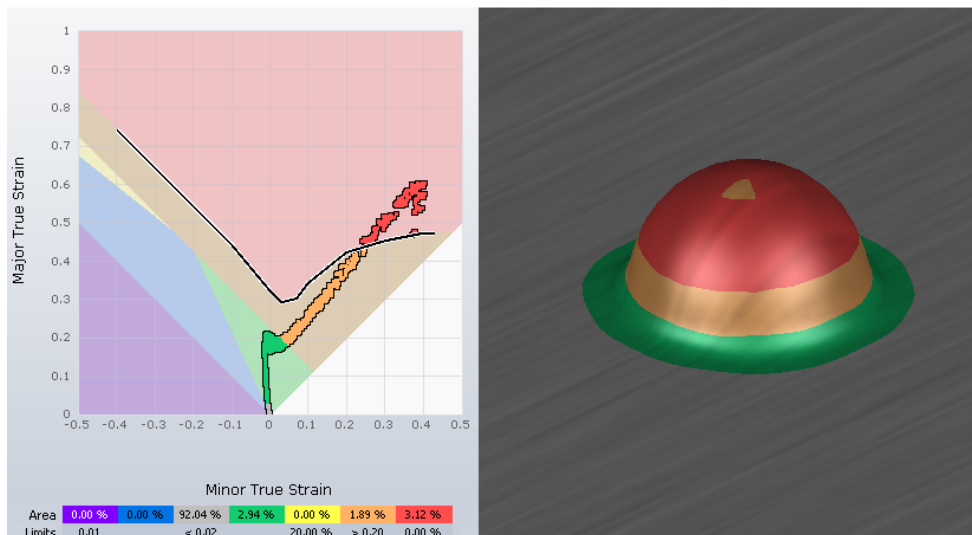 1
0.9
0.8
0.7
0.6
0.5
0.4
0.3
0.2
0.1
0
-0.5 -0.4 -0.3 -0.2 -0.1 0 0.1 0.2 0.3 0.4 0.5
Major True Strain
Minor True Strain
Area 0.00 % 0.00 % 92.04 % 2.94 % 0.00 % 1.89 % 3.12 %
Limits 0.01 < 0.02 20.00 % > 0.20 0.00 %